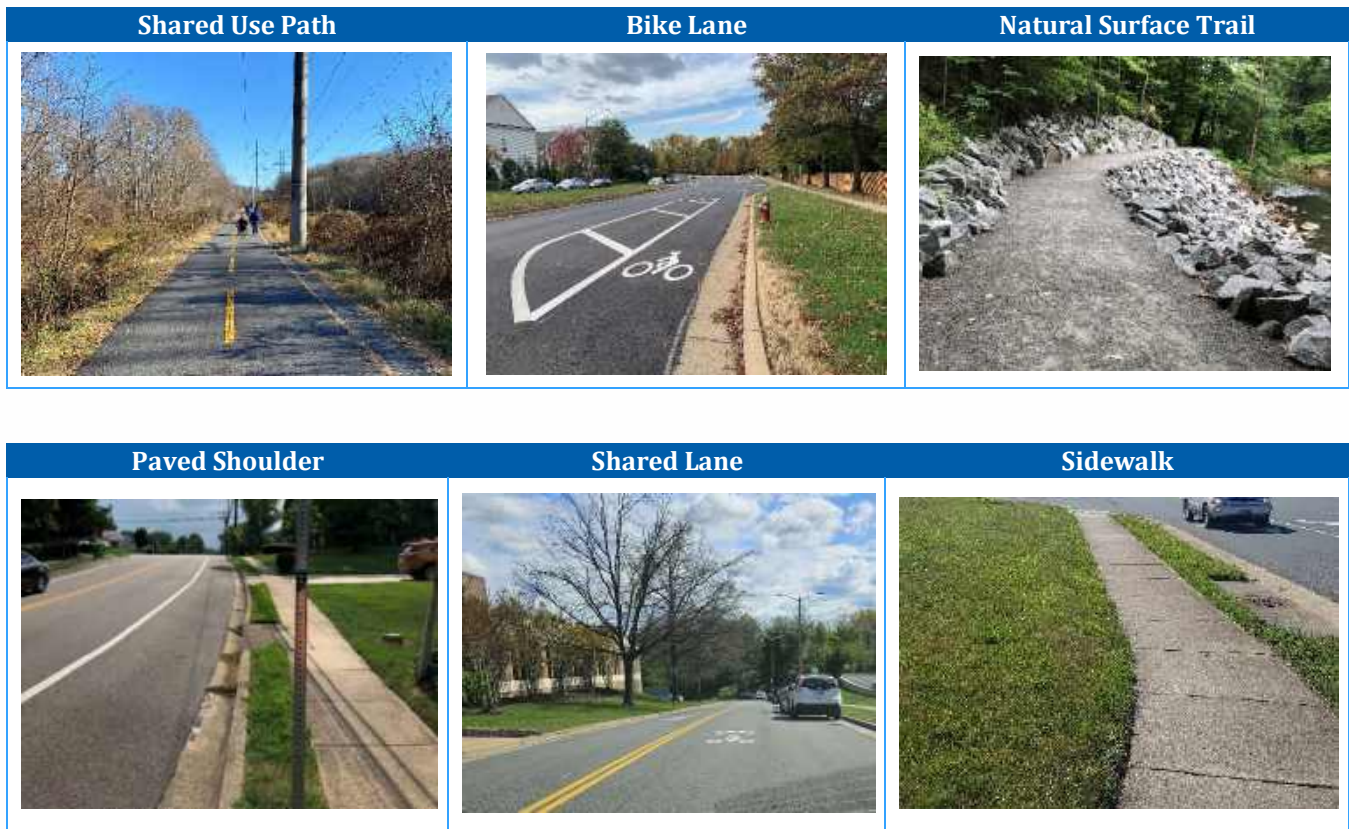 Shared Use Path
Bike Lane
Natural Surface Trail
Paved Shoulder
Shared Lane
Sidewalk